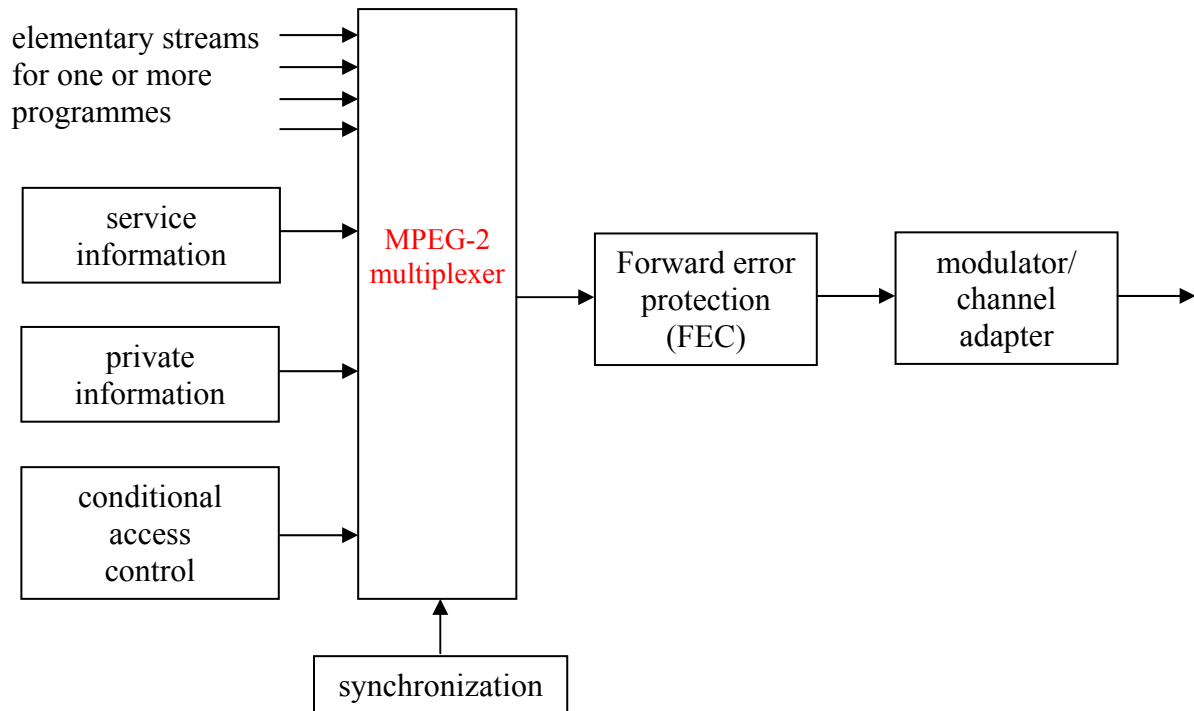 elementary streams
for one or more
programmes
service
information
private
information
conditional
access
control
MPEG-2
multiplexer
synchronization
Forward error
protection
(FEC)
modulator/
channel
adapter